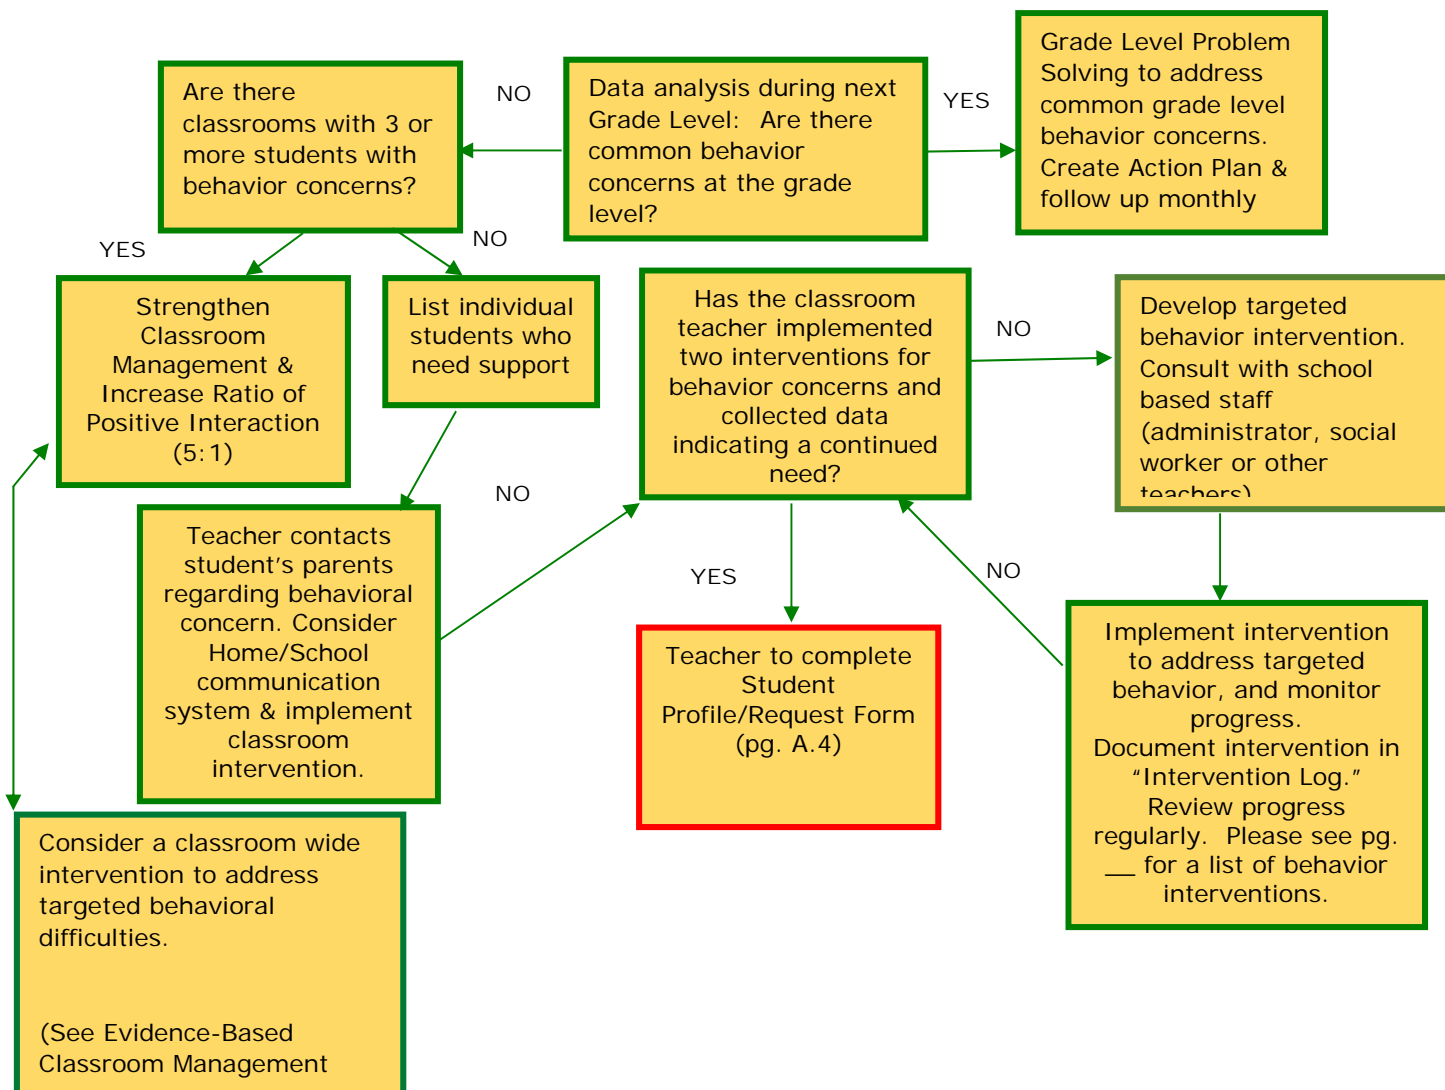 Are there
classrooms with 3 or
more students with
behavior concerns?
NO
Data analysis during next
Grade Level:  Are there
common behavior
concerns at the grade
level?
YES
Grade Level Problem
Solving to address
common grade level
behavior concerns.
Create Action Plan &
follow up monthly
YES
NO
Strengthen
Classroom
Management &
Increase Ratio of
Positive Interaction
(5:1)
List individual
students who
need support
Has the classroom
teacher implemented
two interventions for
behavior concerns and
collected data
indicating a continued
need?
NO
Develop targeted
behavior intervention.
Consult with school
based staff
(administrator, social
worker or other
teachers)
NO
Teacher contacts
student's parents
regarding behavioral
concern. Consider
Home/School
communication
system & implement
classroom
intervention.
YES
NO
Teacher to complete
Student
Profile/Request Form
(pg. A.4)
Implement intervention
to address targeted
behavior, and monitor
progress.
Document intervention in
“Intervention Log.”
Review progress
regularly.  Please see pg.
__ for a list of behavior
interventions.
Consider a classroom wide
intervention to address
targeted behavioral
difficulties.
(See Evidence-Based
Classroom Management